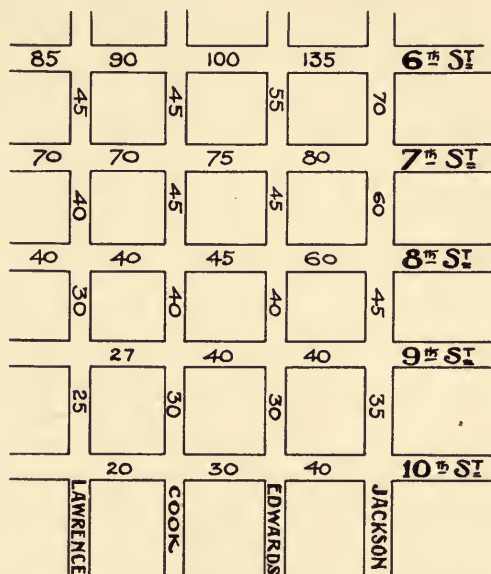 85 90 100 135 6th ST
45 45 55 70
70 70 75 80 7th ST
40 45 45 60
40 40 45 60 8th ST
30 40 40 45
27 40 40 9th ST
25 30 30 35
20 30 40 10th ST
LAWRENCE COOK EDWARDS JACKSON